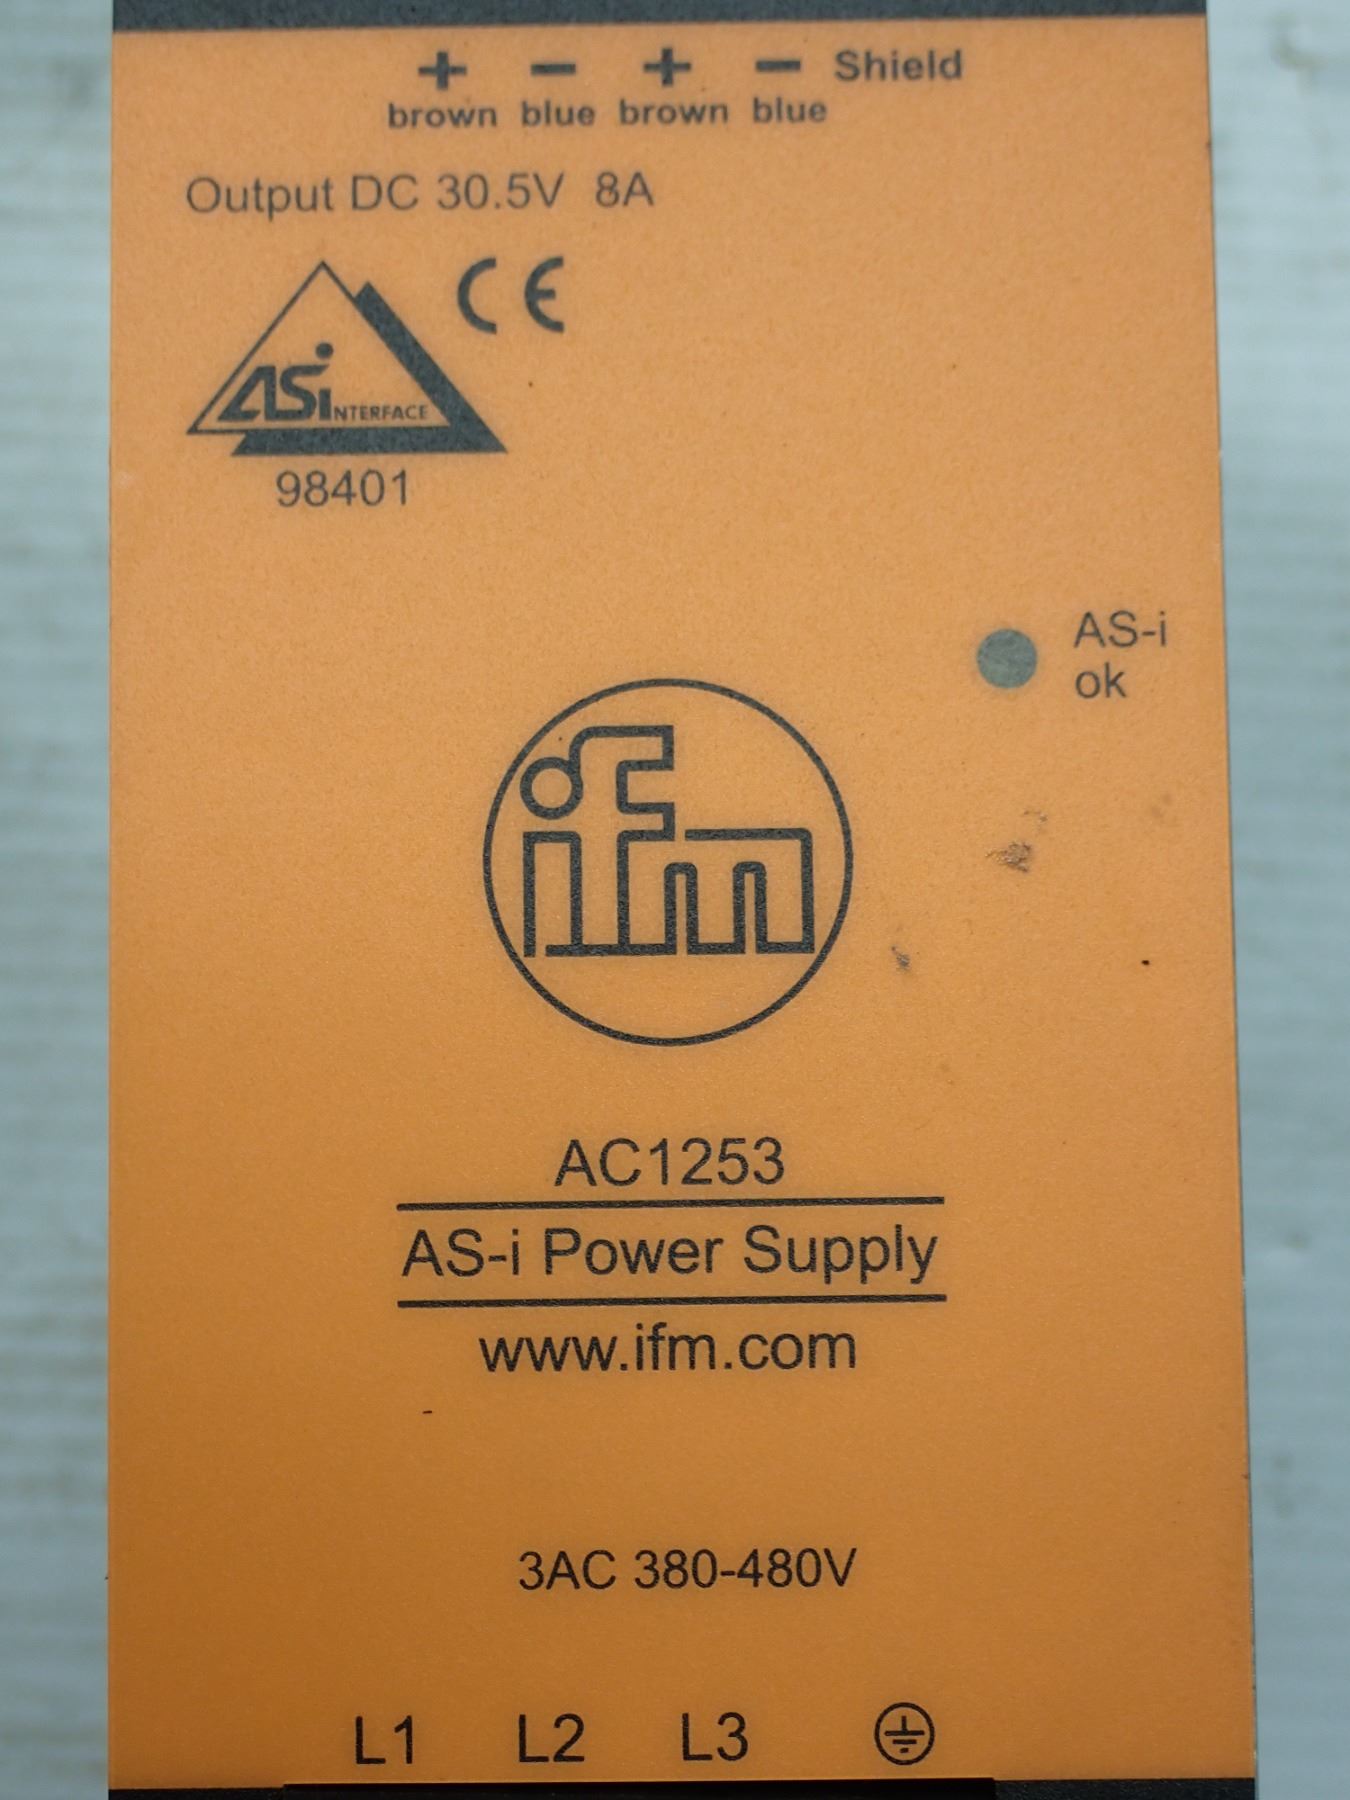 + − + − Shield
brown blue brown blue
Output DC 30.5V 8A
CE
ASi INTERFACE
98401
AS-i
ok
ifm
AC1253
AS-i Power Supply
www.ifm.com
3AC 380-480V
L1 L2 L3